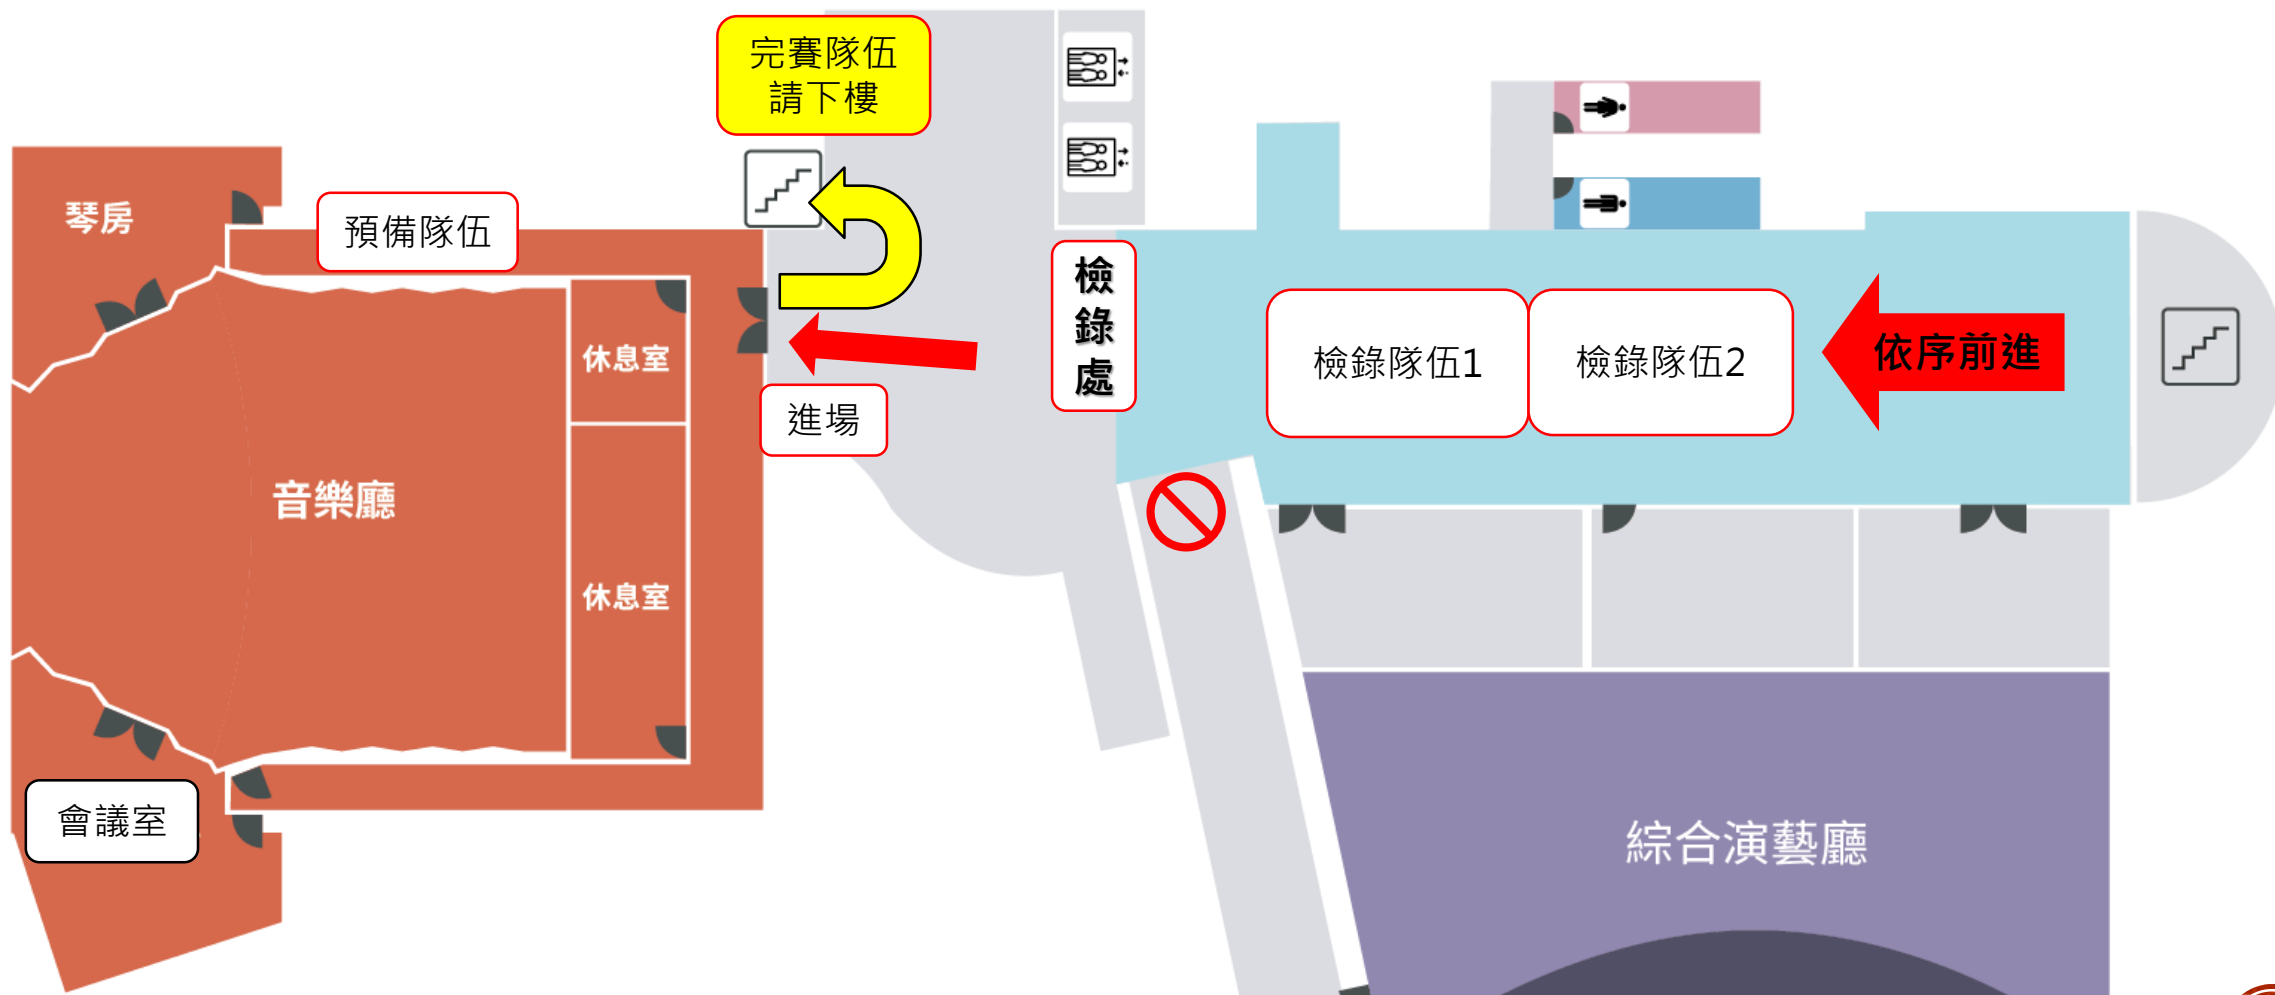 完賽隊伍
請下樓
琴房
預備隊伍
檢
錄
處
檢錄隊伍1
檢錄隊伍2
依序前進
休息室
進場
音樂廳
休息室
會議室
綜合演藝廳